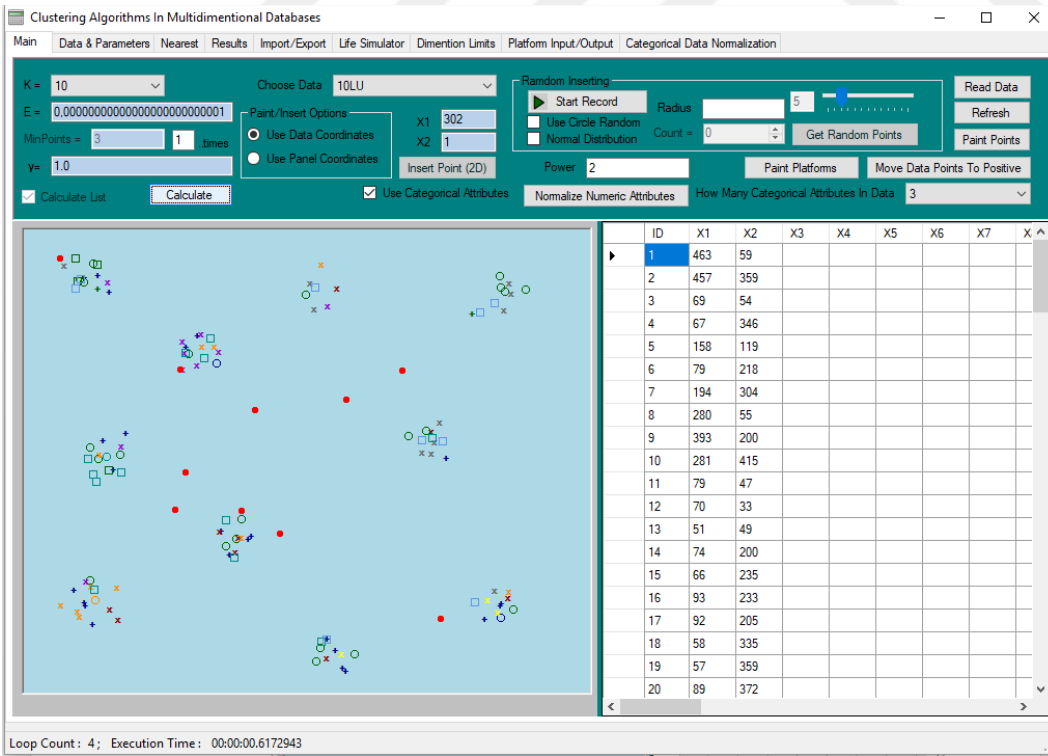 Clustering Algorithms In Multidimentional Databases
Main Data & Parameters Nearest Results Import/Export Life Simulator Dimention Limits Platform Input/Output Categorical Data Normalization
K = 10 Choose Data 10LU Ramdom Inserting Start Record Radius 5 Read Data
E = 0,0000000000000000000000001 Paint/Insert Options X1 302 Use Circle Random Refresh
MinPoints = 3 1 ..times Use Data Coordinates X2 1 Normal Distribution Count = 0 Get Random Points Paint Points
γ= 1.0 Use Panel Coordinates Insert Point (2D) Power 2 Paint Platforms Move Data Points To Positive
Calculate List Calculate Use Categorical Attributes Normalize Numeric Attributes How Many Categorical Attributes In Data 3
ID X1 X2 X3 X4 X5 X6 X7
1 463 59
2 457 359
3 69 54
4 67 346
5 158 119
6 79 218
7 194 304
8 280 55
9 393 200
10 281 415
11 79 47
12 70 33
13 51 49
14 74 200
15 66 235
16 93 233
17 92 205
18 58 335
19 57 359
20 89 372
Loop Count : 4 ; Execution Time : 00:00:00.6172943